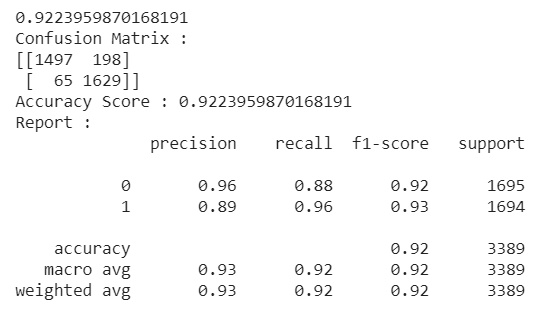 0.9223959870168191
Confusion Matrix :
[[1497  198]
 [  65 1629]]
Accuracy Score : 0.9223959870168191
Report :
              precision    recall  f1-score   support

           0       0.96      0.88      0.92      1695
           1       0.89      0.96      0.93      1694

    accuracy                           0.92      3389
   macro avg       0.93      0.92      0.92      3389
weighted avg       0.93      0.92      0.92      3389